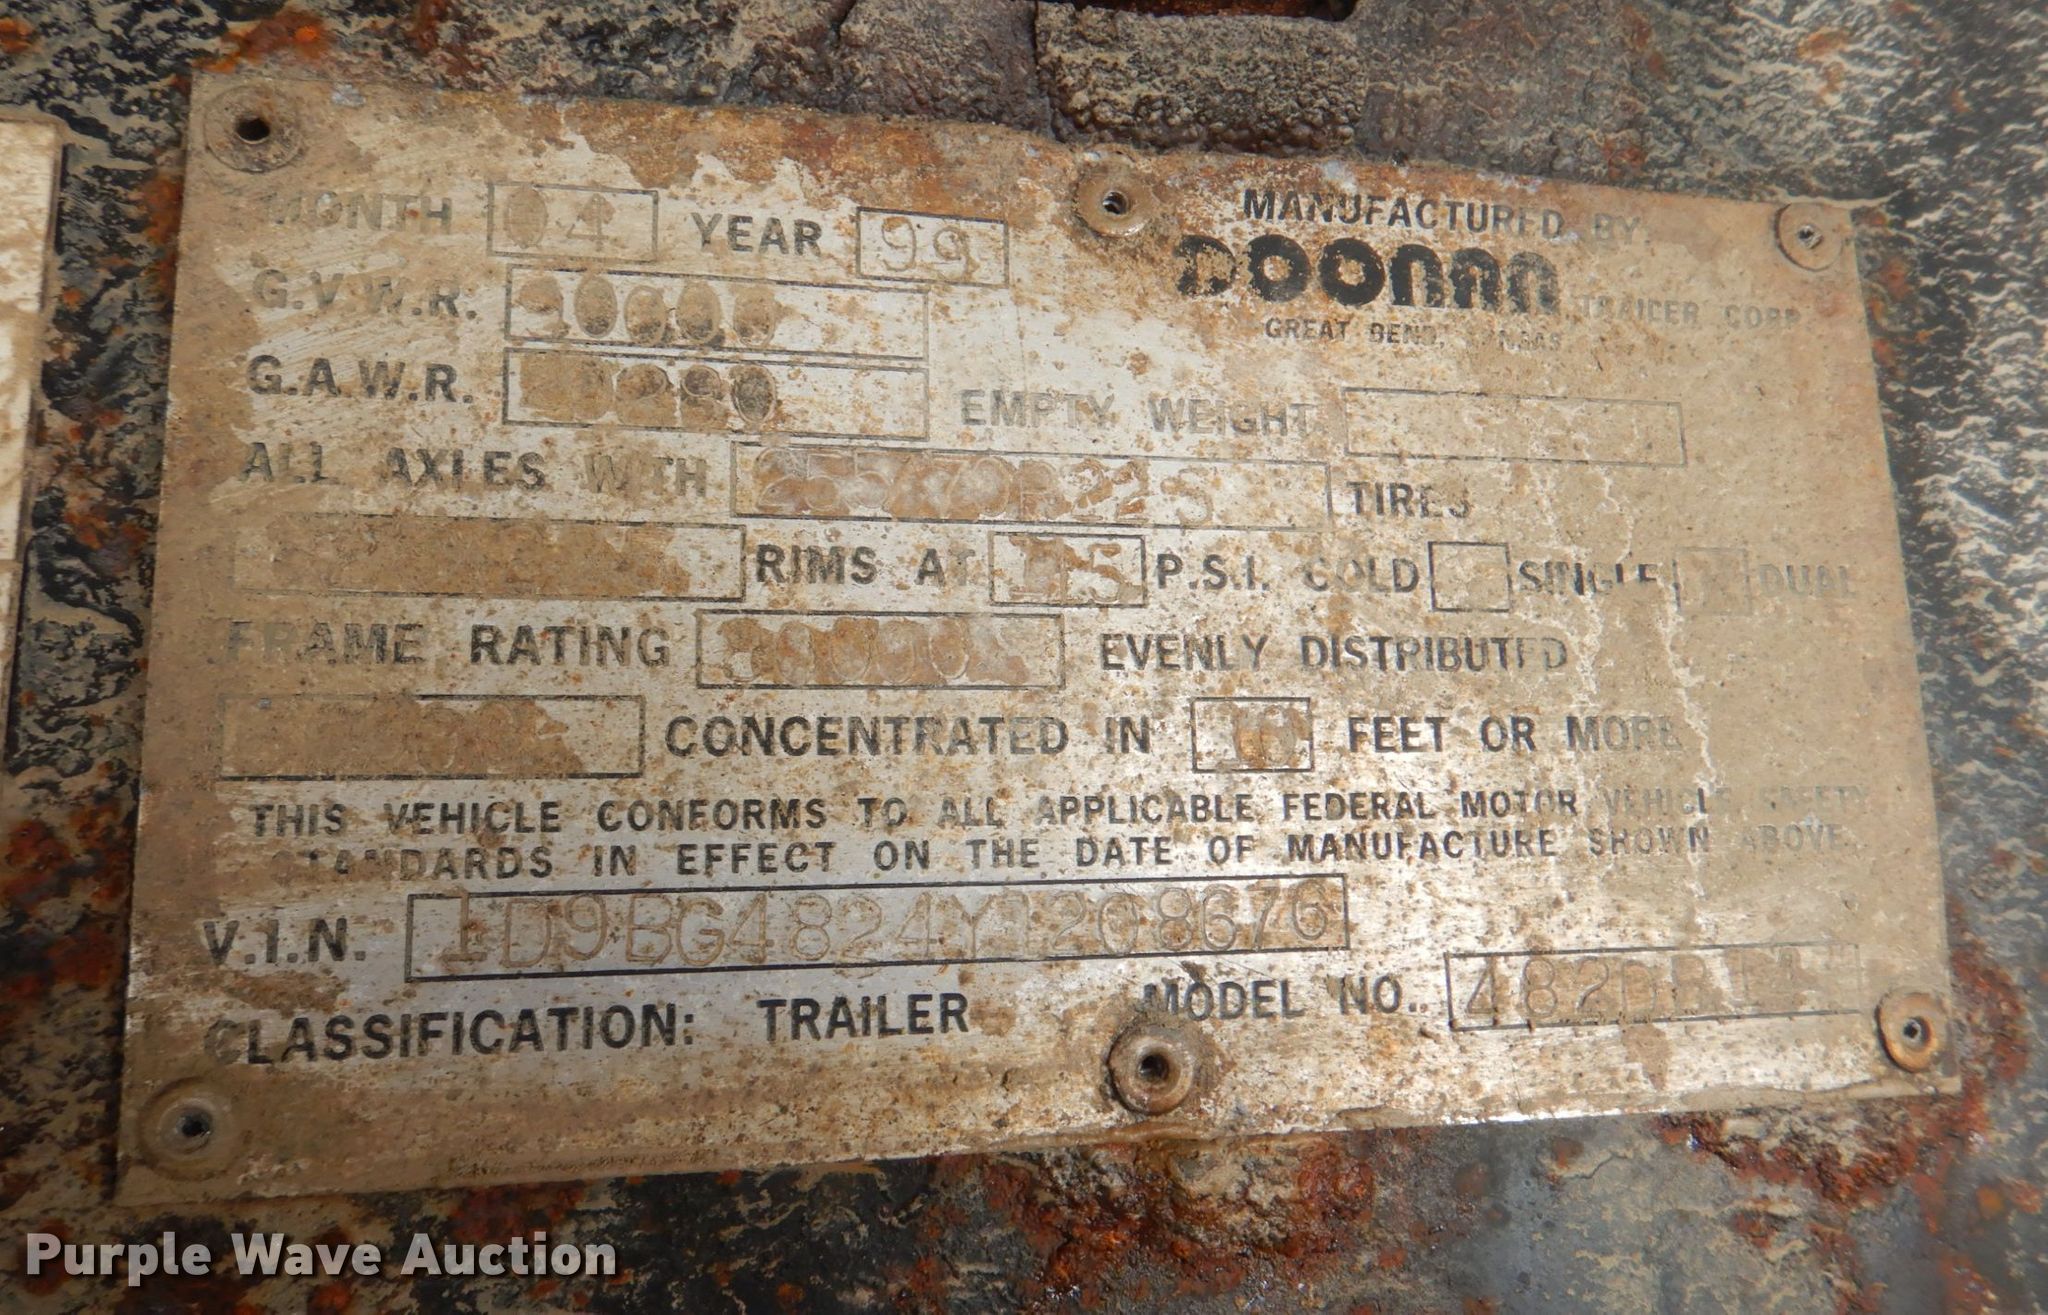 MONTH 04 YEAR 99 MANUFACTURED BY
DOONAN TRAILER CORP
GREAT BEND, KANSAS
G.V.W.R.
G.A.W.R. EMPTY WEIGHT
ALL AXLES WITH TIRES
RIMS AT P.S.I. COLD SINGLE DUAL
FRAME RATING EVENLY DISTRIBUTED
CONCENTRATED IN 10 FEET OR MORE
THIS VEHICLE CONFORMS TO ALL APPLICABLE FEDERAL MOTOR VEHICLE SAFETY
STANDARDS IN EFFECT ON THE DATE OF MANUFACTURE SHOWN ABOVE.
V.I.N. 1D9BG4824Y1208676
CLASSIFICATION: TRAILER MODEL NO.
Purple Wave Auction